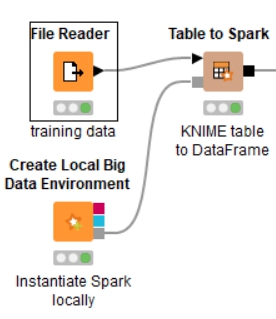 File Reader
training data
Table to Spark
KNIME table
to DataFrame
Create Local Big
Data Environment
Instantiate Spark
locally